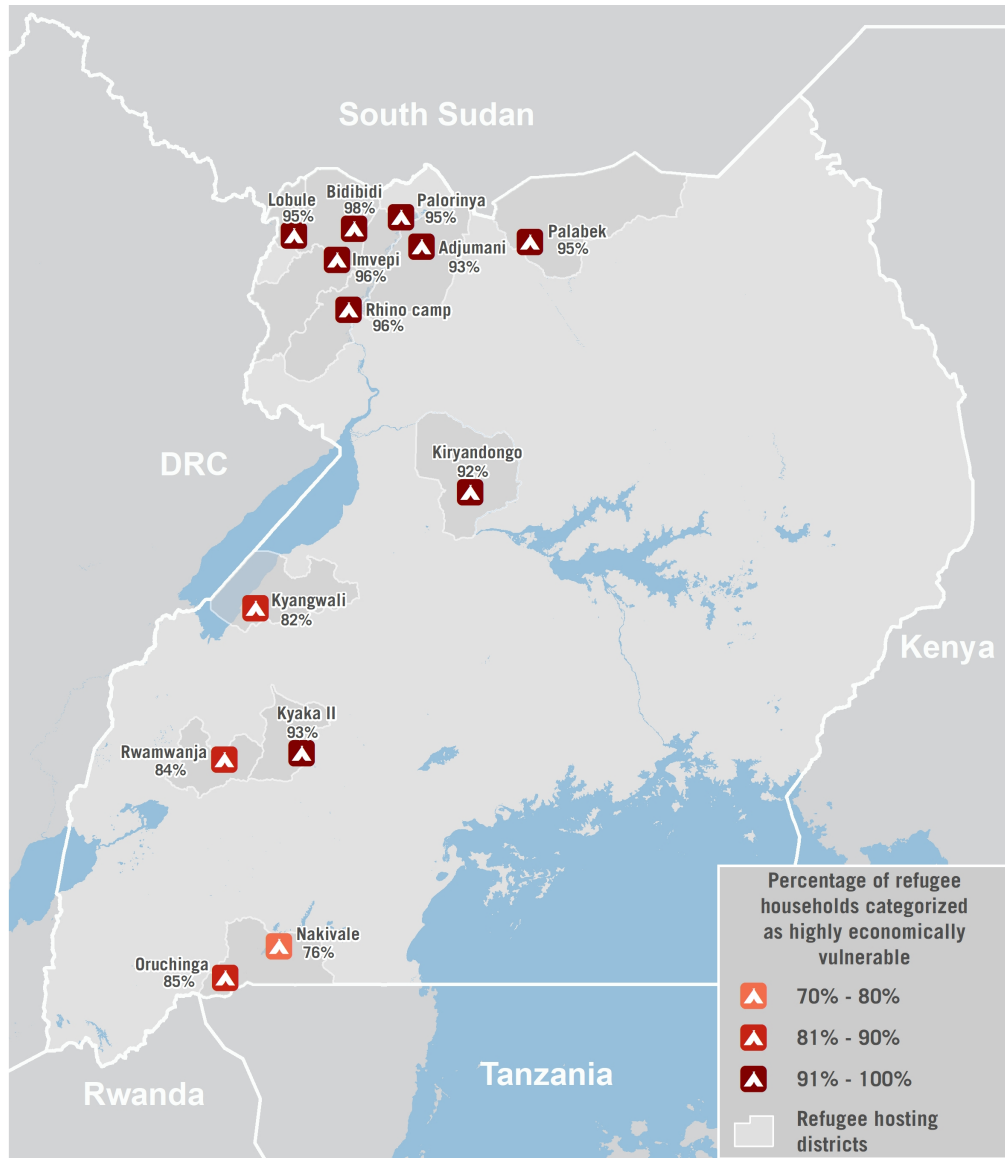 South Sudan
Lobule
95%
Bidibidi
98%
Palorinya
95%
Imvepi
96%
Adjumani
93%
Palabek
95%
Rhino camp
96%
DRC
Kiryandongo
92%
Kyangwali
82%
Kenya
Kyaka II
93%
Rwamwanja
84%
Nakivale
76%
Oruchinga
85%
Rwanda
Tanzania
Percentage of refugee
households categorized
as highly economically
vulnerable
70% - 80%
81% - 90%
91% - 100%
Refugee hosting
districts